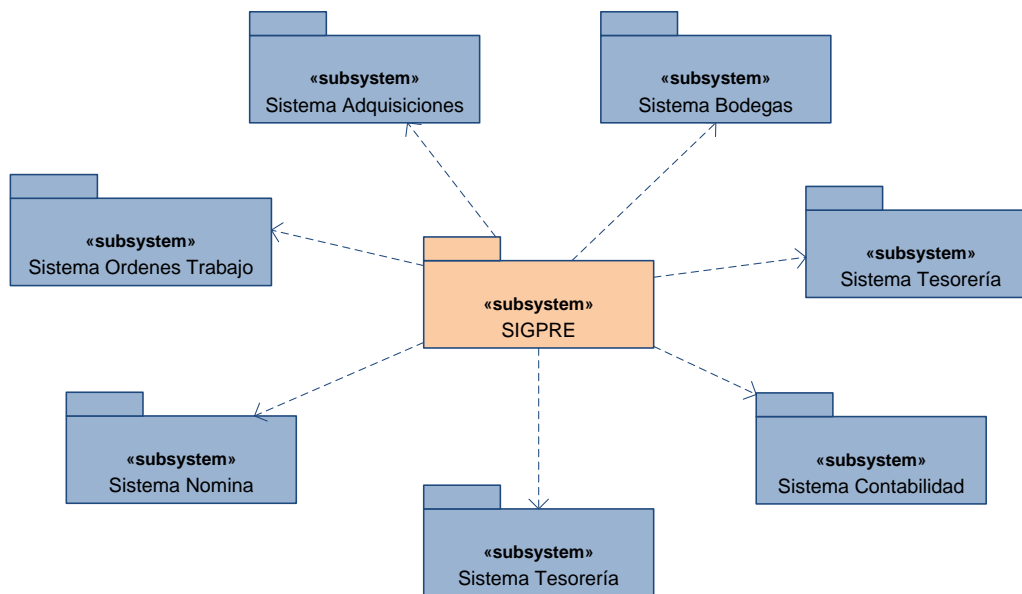 «subsystem»
Sistema Adquisiciones
«subsystem»
Sistema Bodegas
«subsystem»
Sistema Ordenes Trabajo
«subsystem»
Sistema Tesorería
«subsystem»
SIGPRE
«subsystem»
Sistema Nomina
«subsystem»
Sistema Contabilidad
«subsystem»
Sistema Tesorería